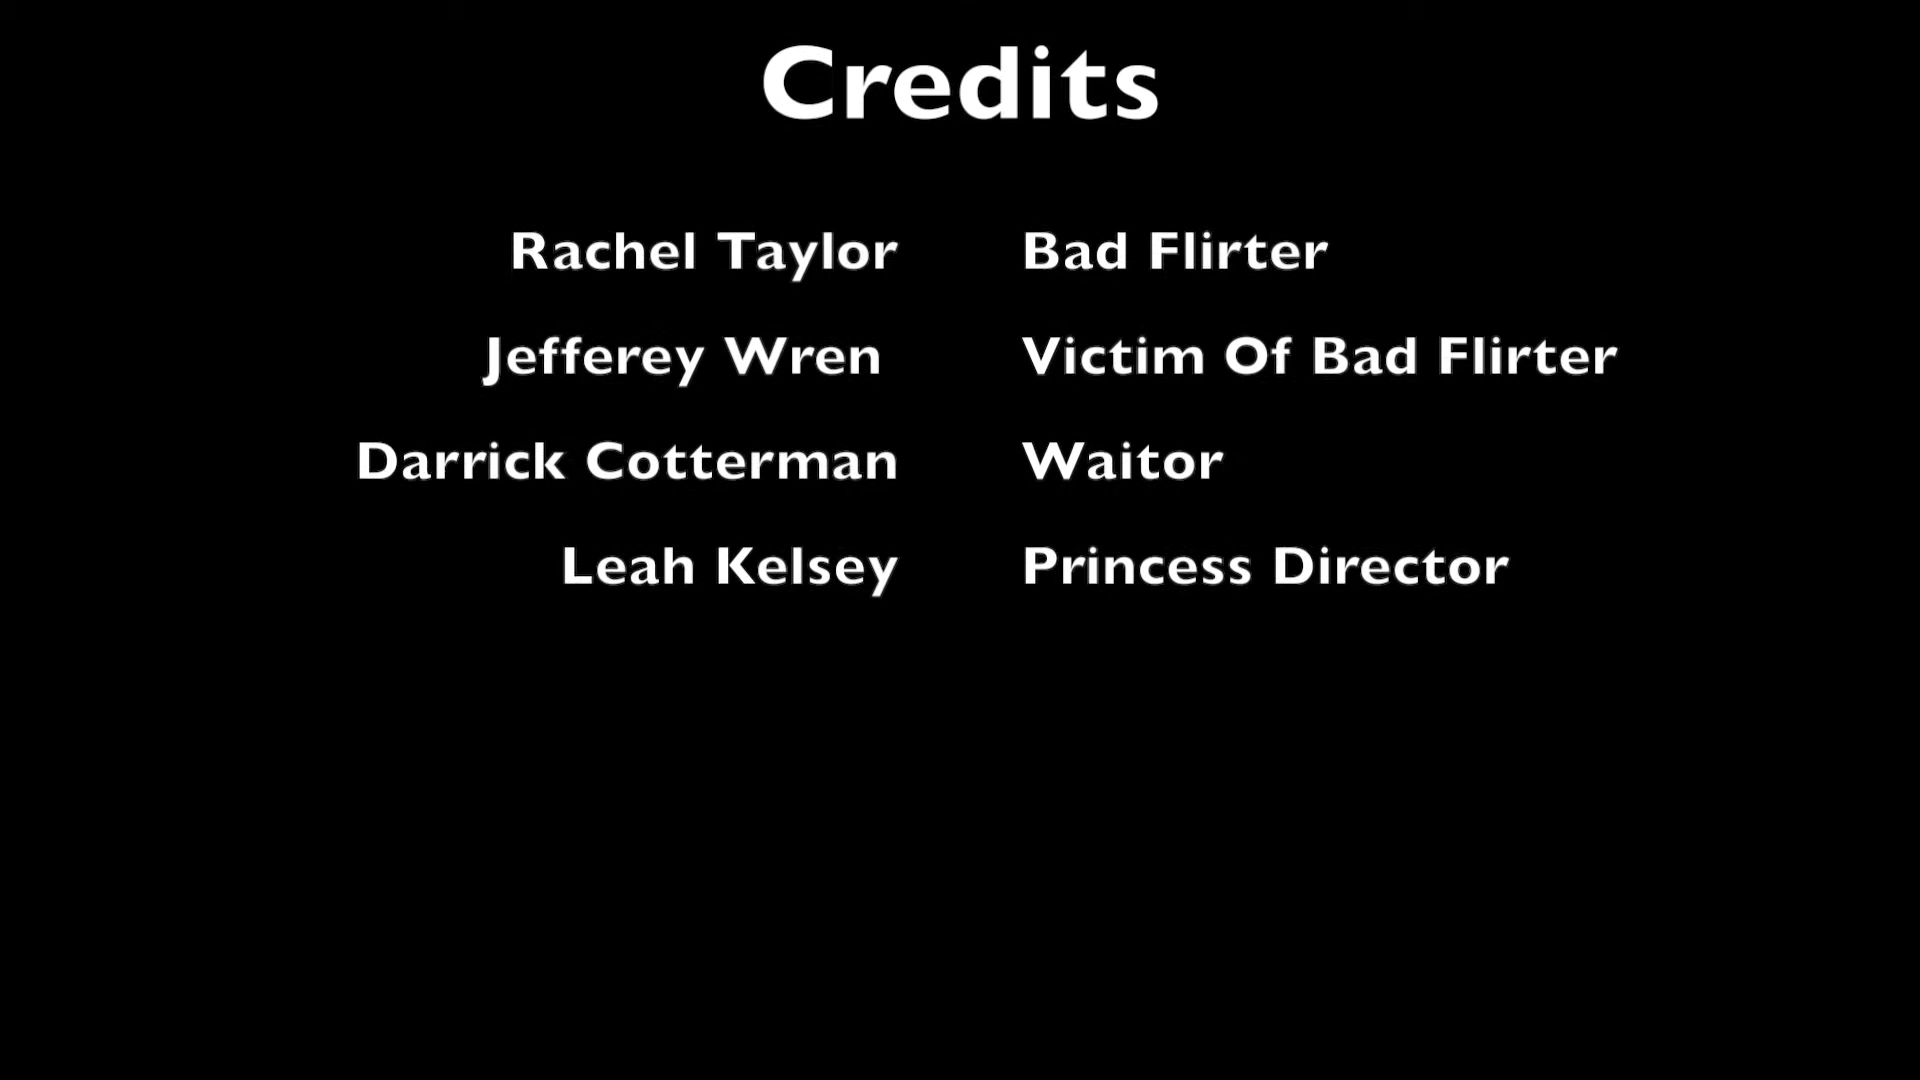 Credits
Rachel Taylor Bad Flirter
Jefferey Wren Victim Of Bad Flirter
Darrick Cotterman Waitor
Leah Kelsey Princess Director